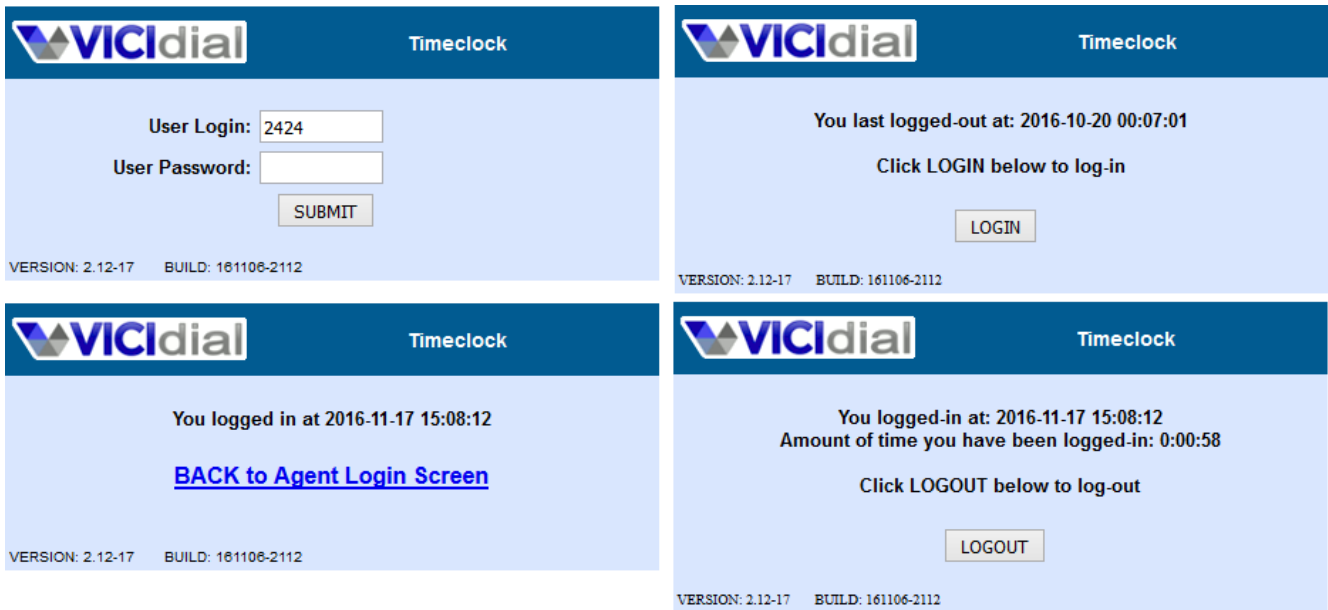 VICIdial Timeclock
User Login: 2424
User Password:
SUBMIT
VERSION: 2.12-17 BUILD: 161106-2112
VICIdial Timeclock
You last logged-out at: 2016-10-20 00:07:01
Click LOGIN below to log-in
LOGIN
VERSION: 2.12-17 BUILD: 161106-2112
VICIdial Timeclock
You logged in at 2016-11-17 15:08:12
BACK to Agent Login Screen
VERSION: 2.12-17 BUILD: 161106-2112
VICIdial Timeclock
You logged-in at: 2016-11-17 15:08:12
Amount of time you have been logged-in: 0:00:58
Click LOGOUT below to log-out
LOGOUT
VERSION: 2.12-17 BUILD: 161106-2112